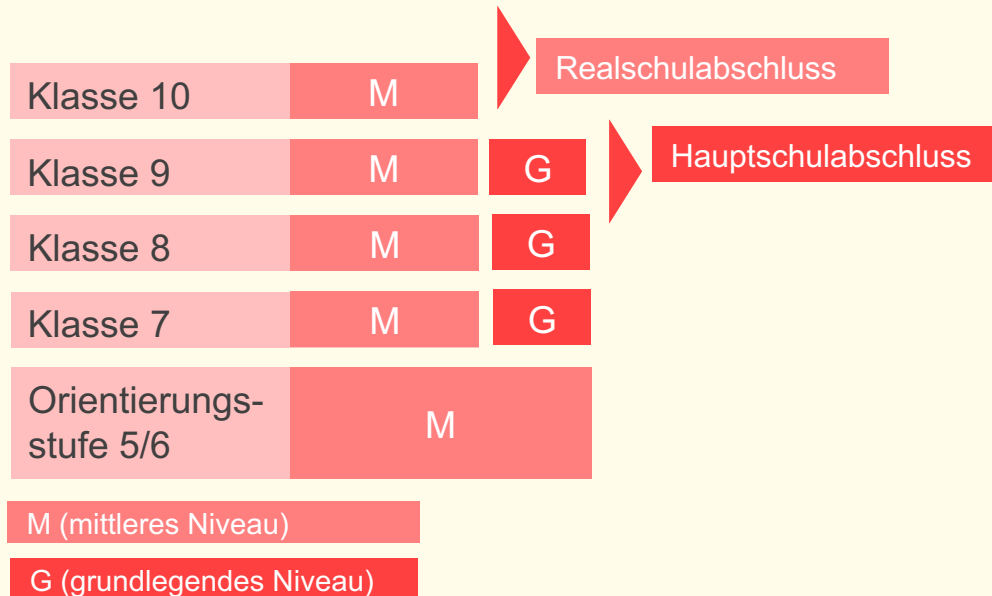 Realschulabschluss
Klasse 10 M
Hauptschulabschluss
Klasse 9 M G
Klasse 8 M G
Klasse 7 M G
Orientierungs-
stufe 5/6
M
M (mittleres Niveau)
G (grundlegendes Niveau)